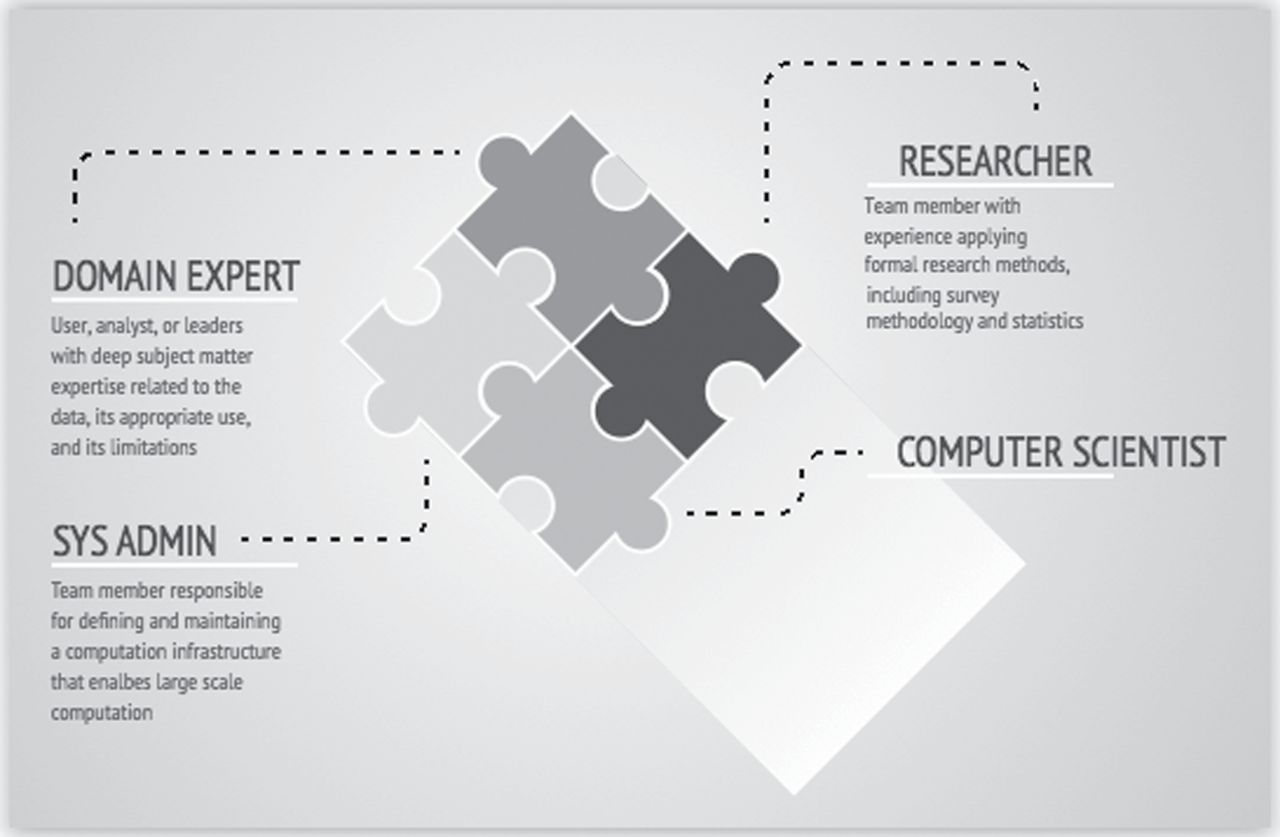 DOMAIN EXPERT
User, analyst, or leaders
with deep subject matter
expertise related to the
data, its appropriate use,
and its limitations
SYS ADMIN
Team member responsible
for defining and maintaining
a computation infrastructure
that enalbes large scale
computation
RESEARCHER
Team member with
experience applying
formal research methods,
including survey
methodology and statistics
COMPUTER SCIENTIST